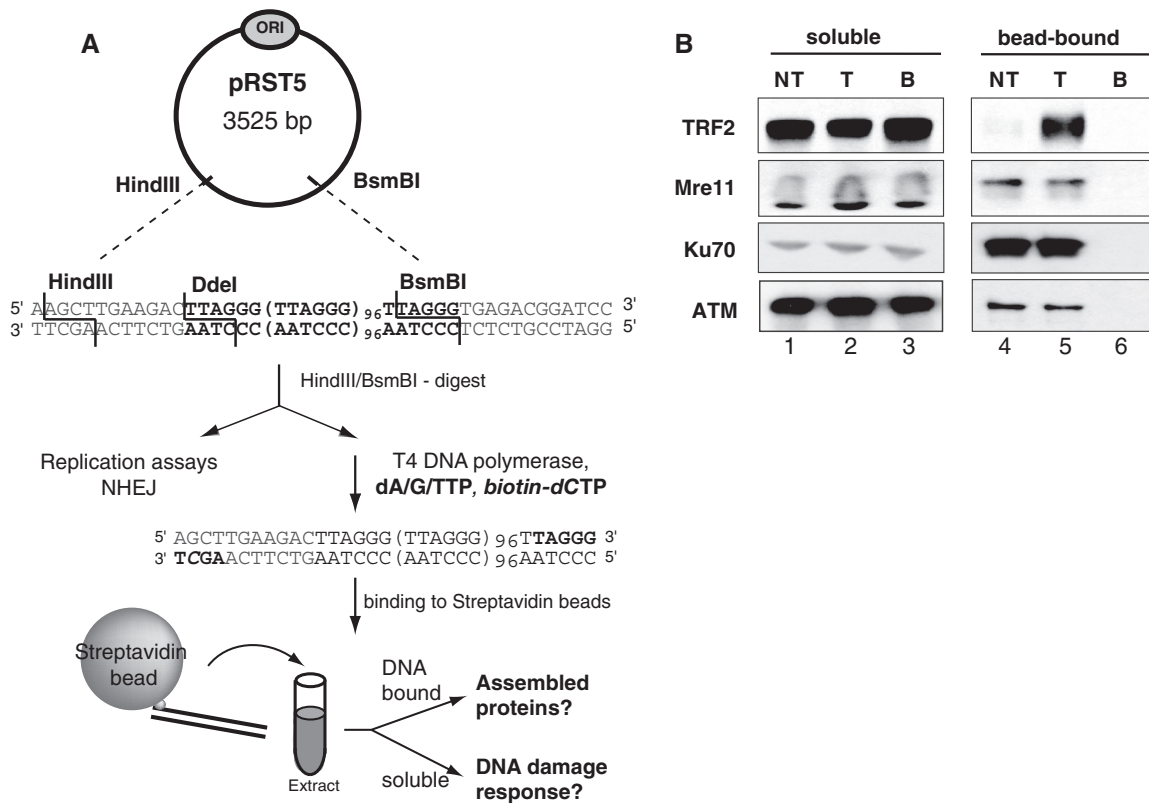 A
ORI
pRST5
3525 bp
HindIII
BsmBI
HindIII
DdeI
BsmBI
5' AAGCTTGAAGACTTAGGG(TTAGGG)96TTAGGGTGAGACGGATCC 3'
3' TTCGAACTTCTGAATCCC(AATCCC)96AATCCCTCTCTGCCTAGG 5'
HindIII/BsmBI - digest
Replication assays
NHEJ
T4 DNA polymerase,
dA/G/TTP, biotin-dCTP
5' AGCTTGAAGACTTAGGG(TTAGGG)96TTAGGG 3'
3' TCGAACTTCTGAATCCC(AATCCC)96AATCCC 5'
binding to Streptavidin beads
Streptavidin
bead
Extract
DNA
bound
Assembled
proteins?
soluble
DNA damage
response?
B
soluble
bead-bound
NT T B NT T B
TRF2
Mre11
Ku70
ATM
1 2 3 4 5 6